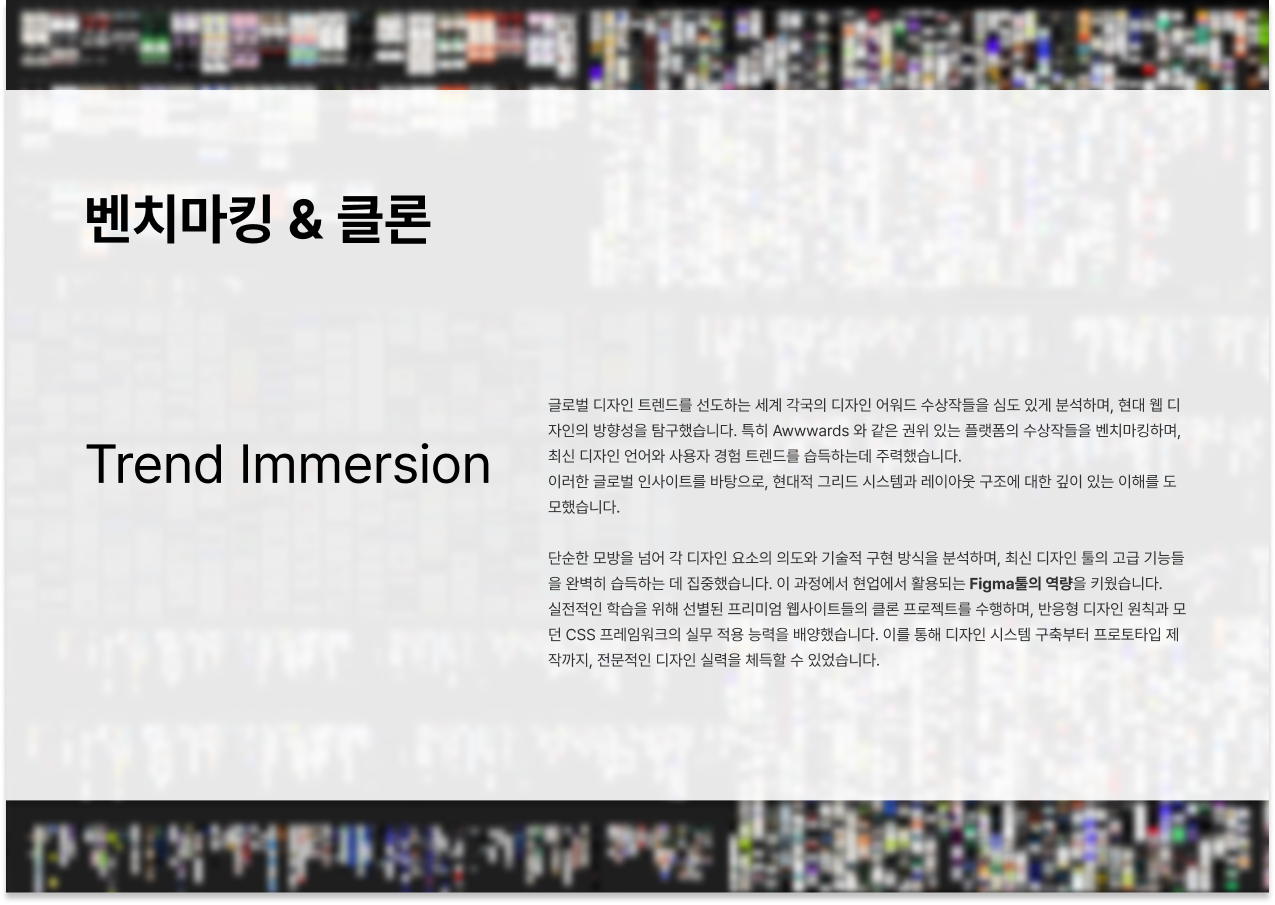 벤치마킹 & 클론
Trend Immersion
글로벌 디자인 트렌드를 선도하는 세계 각국의 디자인 어워드 수상작들을 심도 있게 분석하며, 현대 웹 디
자인의 방향성을 탐구했습니다. 특히 Awwwards 와 같은 권위 있는 플랫폼의 수상작들을 벤치마킹하며,
최신 디자인 언어와 사용자 경험 트렌드를 습득하는데 주력했습니다.
이러한 글로벌 인사이트를 바탕으로, 현대적 그리드 시스템과 레이아웃 구조에 대한 깊이 있는 이해를 도
모했습니다.
단순한 모방을 넘어 각 디자인 요소의 의도와 기술적 구현 방식을 분석하며, 최신 디자인 툴의 고급 기능들
을 완벽히 습득하는 데 집중했습니다. 이 과정에서 현업에서 활용되는 Figma툴의 역량을 키웠습니다.
실전적인 학습을 위해 선별된 프리미엄 웹사이트들의 클론 프로젝트를 수행하며, 반응형 디자인 원칙과 모
던 CSS 프레임워크의 실무 적용 능력을 배양했습니다. 이를 통해 디자인 시스템 구축부터 프로토타입 제
작까지, 전문적인 디자인 실력을 체득할 수 있었습니다.